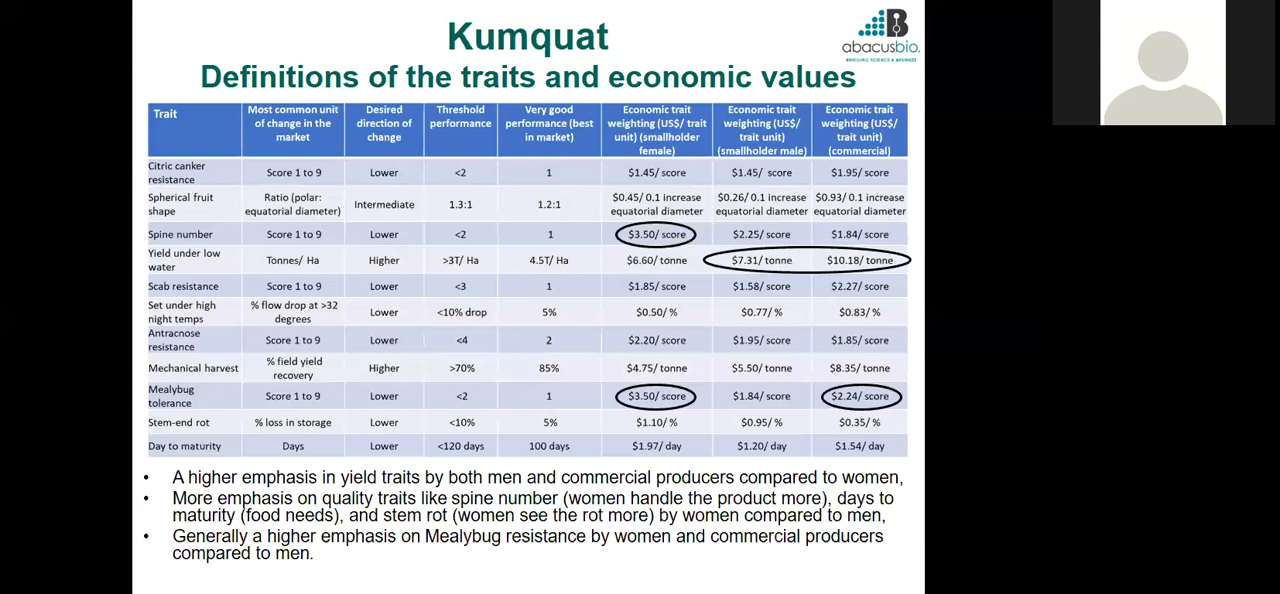 Kumquat
abacusbio.
BRINGING SCIENCE & BUSINESS
Definitions of the traits and economic values
Trait
Most common unit of change in the market
Desired direction of change
Threshold performance
Very good performance (best in market)
Economic trait weighting (US$/ trait unit) (smallholder female)
Economic trait weighting (US$/ trait unit) (smallholder male)
Economic trait weighting (US$/ trait unit) (commercial)
Citric canker resistance Score 1 to 9 Lower <2 1 $1.45/ score $1.45/ score $1.95/ score
Spherical fruit shape Ratio (polar: equatorial diameter) Intermediate 1.3:1 1.2:1 $0.45/ 0.1 increase equatorial diameter $0.26/ 0.1 increase equatorial diameter $0.93/ 0.1 increase equatorial diameter
Spine number Score 1 to 9 Lower <2 1 $3.50/ score $2.25/ score $1.84/ score
Yield under low water Tonnes/ Ha Higher >3T/ Ha 4.5T/ Ha $6.60/ tonne $7.31/ tonne $10.18/ tonne
Scab resistance Score 1 to 9 Lower <3 1 $1.85/ score $1.58/ score $2.27/ score
Set under high night temps % flow drop at >32 degrees Lower <10% drop 5% $0.50/ % $0.77/ % $0.83/ %
Antracnose resistance Score 1 to 9 Lower <4 2 $2.20/ score $1.95/ score $1.85/ score
Mechanical harvest % field yield recovery Higher >70% 85% $4.75/ tonne $5.50/ tonne $8.35/ tonne
Mealybug tolerance Score 1 to 9 Lower <2 1 $3.50/ score $1.84/ score $2.24/ score
Stem-end rot % loss in storage Lower <10% 5% $1.10/ % $0.95/ % $0.35/ %
Day to maturity Days Lower <120 days 100 days $1.97/ day $1.20/ day $1.54/ day
• A higher emphasis in yield traits by both men and commercial producers compared to women,
• More emphasis on quality traits like spine number (women handle the product more), days to
maturity (food needs), and stem rot (women see the rot more) by women compared to men,
• Generally a higher emphasis on Mealybug resistance by women and commercial producers
compared to men.